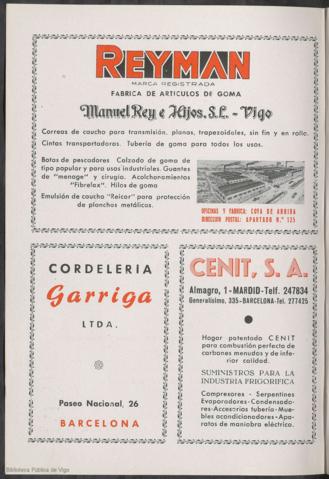 REYMAN
MARCA REGISTRADA
FABRICA DE ARTICULOS DE GOMA
Manuel Rey e Hijos, S.L. - Vigo
Correas de caucho para transmisión, planas, trapezoidales, sin fin y en rollo.
Cintas transportadoras. Tubería de goma para todos los usos.
Botas de pescadores. Calzado de goma de
tipo popular y para usos industriales. Guantes
de "menage" y cirugía. Acolchamientos
"Fibrelax". Hilos de goma
Emulsión de caucho "Reicar" para protección
de planchas metálicas.
OFICINAS Y FABRICA: COYA DE ARRIBA
DIRECCION POSTAL: APARTADO N.º 125
CORDELERIA
Garriga
LTDA.
Paseo Nacional, 26
BARCELONA
CENIT, S. A.
Almagro, 1-MARDID-Telf. 247834
Generalísimo, 335-BARCELONA-Tel. 277425
Hogar patentado CENIT
para combustión perfecta de
carbones menudos y de infe-
rior calidad.
SUMINISTROS PARA LA
INDUSTRIA FRIGORIFICA
Compresores - Serpentines
Evaporadores-Condensado-
res-Accesorios tubería-Mue-
bles acondicionadores-Apa-
ratos de maniobra eléctrica.
Biblioteca Pública de Vigo